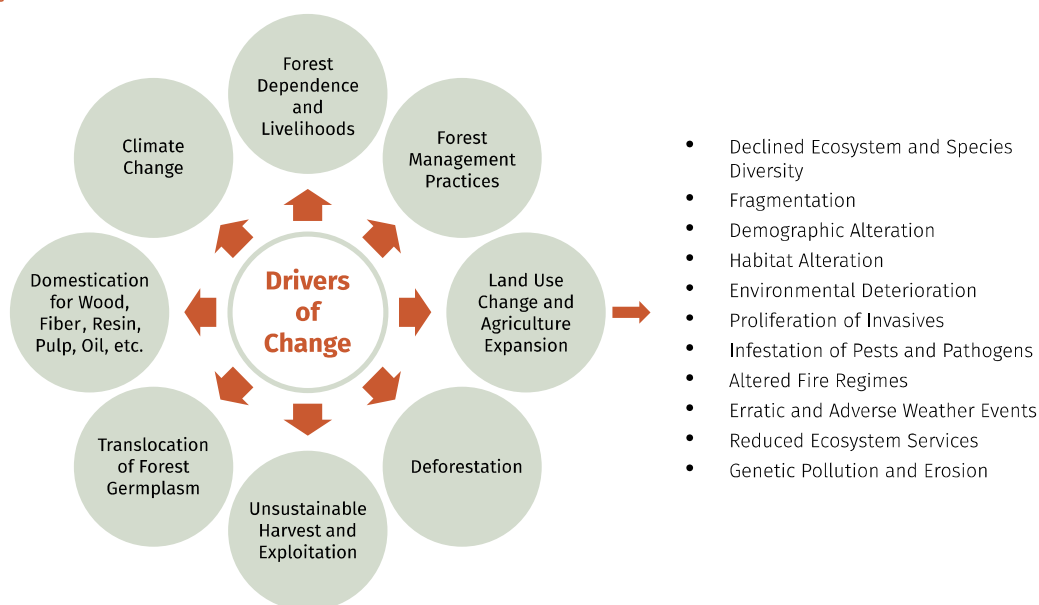 Forest
Dependence
and
Livelihoods
Forest
Management
Practices
Land Use
Change and
Agriculture
Expansion
Deforestation
Unsustainable
Harvest and
Exploitation
Translocation
of Forest
Germplasm
Domestication
for Wood,
Fiber, Resin,
Pulp, Oil, etc.
Climate
Change
Drivers
of
Change
• Declined Ecosystem and Species
Diversity
• Fragmentation
• Demographic Alteration
• Habitat Alteration
• Environmental Deterioration
• Proliferation of Invasives
• Infestation of Pests and Pathogens
• Altered Fire Regimes
• Erratic and Adverse Weather Events
• Reduced Ecosystem Services
• Genetic Pollution and Erosion